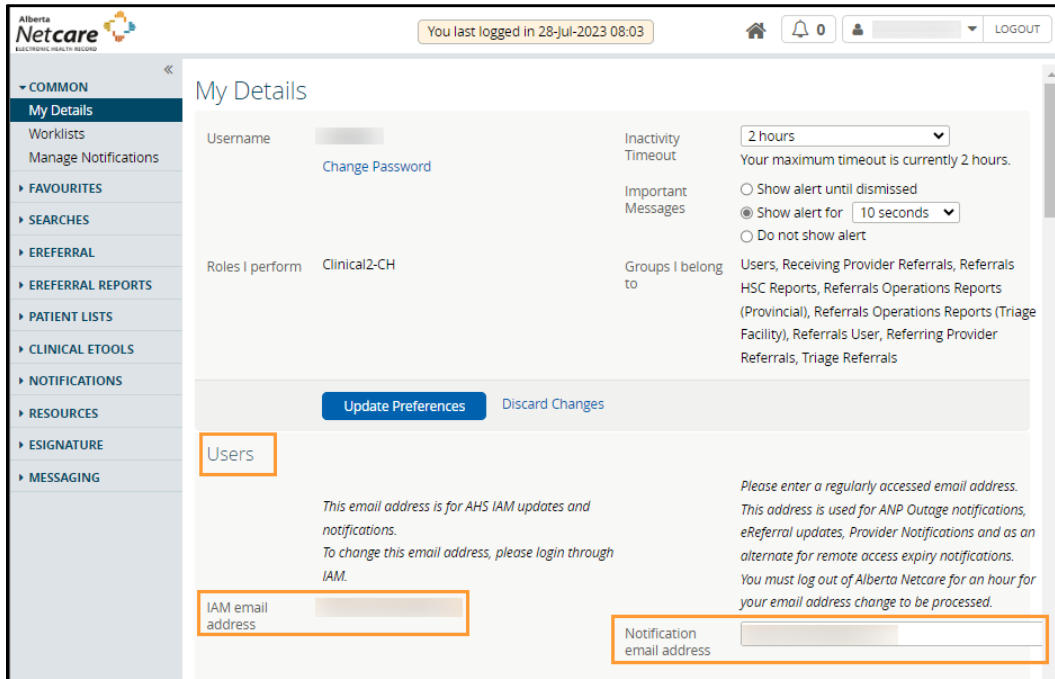 Alberta
Netcare
ELECTRONIC HEALTH RECORD
You last logged in 28-Jul-2023 08:03
0
LOGOUT
«
COMMON
My Details
Worklists
Manage Notifications
FAVOURITES
SEARCHES
EREFERRAL
EREFERRAL REPORTS
PATIENT LISTS
CLINICAL ETOOLS
NOTIFICATIONS
RESOURCES
ESIGNATURE
MESSAGING
My Details
Username
Change Password
Inactivity
Timeout
2 hours
Your maximum timeout is currently 2 hours.
Important
Messages
Show alert until dismissed
Show alert for 10 seconds
Do not show alert
Roles I perform
Clinical2-CH
Groups I belong
to
Users, Receiving Provider Referrals, Referrals
HSC Reports, Referrals Operations Reports
(Provincial), Referrals Operations Reports (Triage
Facility), Referrals User, Referring Provider
Referrals, Triage Referrals
Update Preferences
Discard Changes
Users
This email address is for AHS IAM updates and
notifications.
To change this email address, please login through
IAM.
IAM email
address
Please enter a regularly accessed email address.
This address is used for ANP Outage notifications,
eReferral updates, Provider Notifications and as an
alternate for remote access expiry notifications.
You must log out of Alberta Netcare for an hour for
your email address change to be processed.
Notification
email address